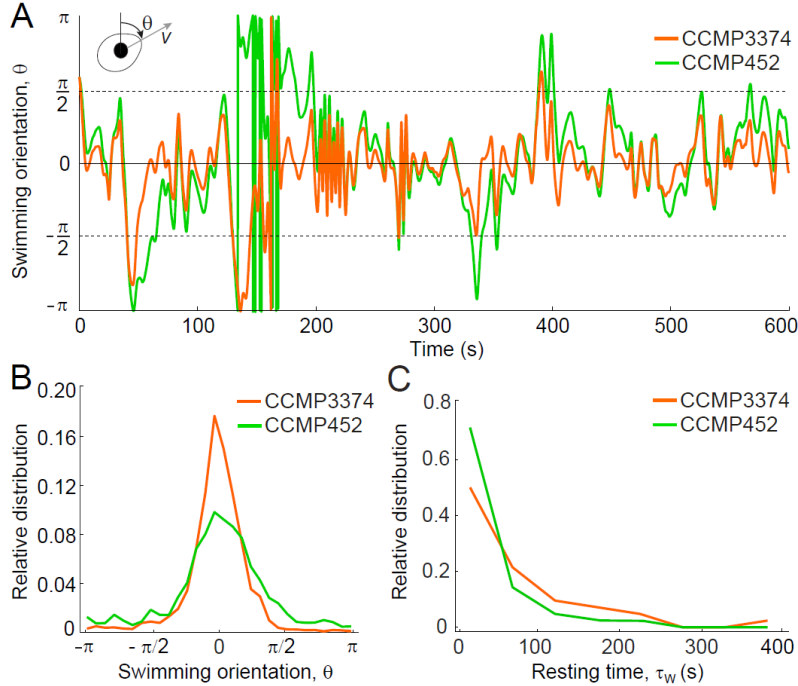 A
θ
v
CCMP3374
CCMP452
Swimming orientation, θ
π
π
2
0
-π
2
-π
0
100
200
300
400
500
600
Time (s)
B
CCMP3374
CCMP452
Relative distribution
0.20
0.16
0.12
0.08
0.04
0
-π
- π/2
0
π/2
π
Swimming orientation, θ
C
CCMP3374
CCMP452
Relative distribution
0.8
0.6
0.4
0.2
0
0
100
200
300
400
Resting time, τW (s)